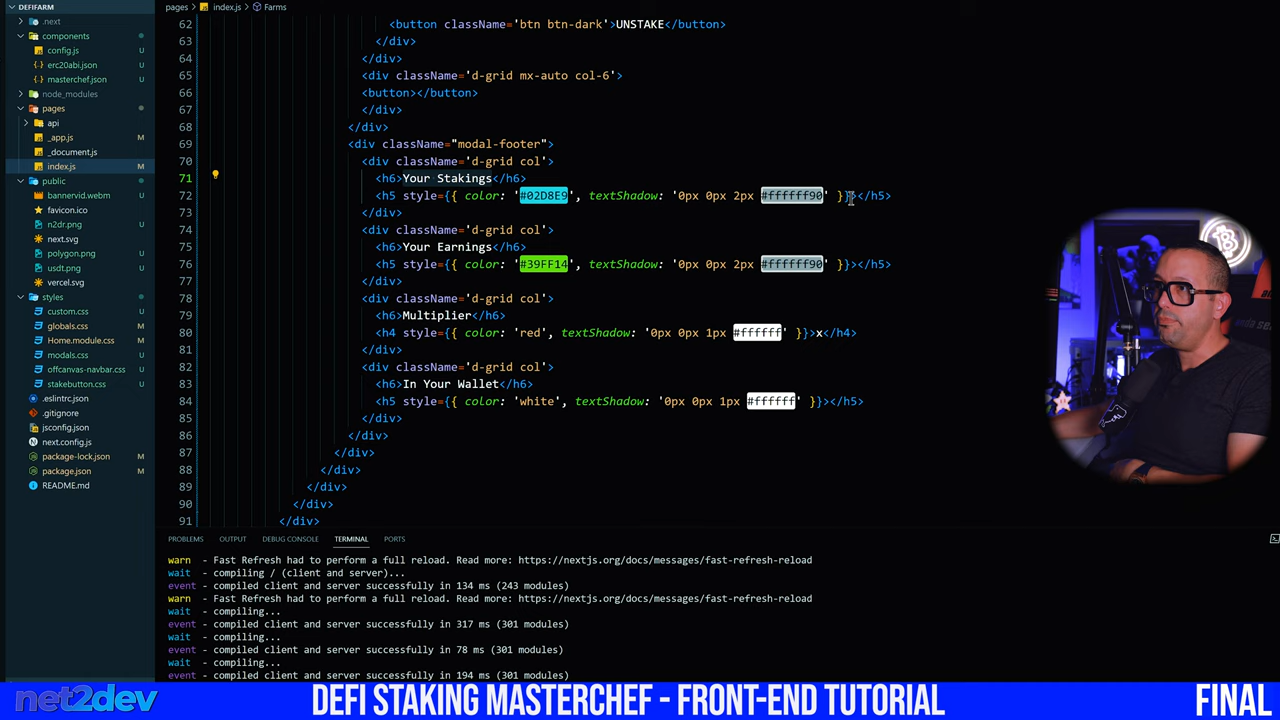 DEFIFARM
.next
components
config.js U
erc20abi.json U
masterchef.json U
node_modules
pages
api
_app.js M
_document.js U
index.js M
public
bannervid.webm U
favicon.ico
n2dr.png U
next.svg
polygon.png U
usdt.png U
vercel.svg
styles
custom.css U
globals.css M
Home.module.css M
modals.css U
offcanvas-navbar.css U
stakebutton.css U
.eslintrc.json
.gitignore
jsconfig.json
next.config.js
package-lock.json M
package.json M
README.md
pages > index.js > Farms
62 <button className='btn btn-dark'>UNSTAKE</button>
63 </div>
64 </div>
65 <div className='d-grid mx-auto col-6'>
66 <button></button>
67 </div>
68 </div>
69 <div className="modal-footer">
70 <div className='d-grid col'>
71 <h6>Your Stakings</h6>
72 <h5 style={{ color: '#02D8E9', textShadow: '0px 0px 2px #ffffff90' }}></h5>
73 </div>
74 <div className='d-grid col'>
75 <h6>Your Earnings</h6>
76 <h5 style={{ color: '#39FF14', textShadow: '0px 0px 2px #ffffff90' }}></h5>
77 </div>
78 <div className='d-grid col'>
79 <h6>Multiplier</h6>
80 <h4 style={{ color: 'red', textShadow: '0px 0px 1px #ffffff' }}>x</h4>
81 </div>
82 <div className='d-grid col'>
83 <h6>In Your Wallet</h6>
84 <h5 style={{ color: 'white', textShadow: '0px 0px 1px #ffffff' }}></h5>
85 </div>
86 </div>
87 </div>
88 </div>
89 </div>
90 </div>
91 </div>
PROBLEMS OUTPUT DEBUG CONSOLE TERMINAL PORTS
warn - Fast Refresh had to perform a full reload. Read more: https://nextjs.org/docs/messages/fast-refresh-reload
wait - compiling / (client and server)...
event - compiled client and server successfully in 134 ms (243 modules)
warn - Fast Refresh had to perform a full reload. Read more: https://nextjs.org/docs/messages/fast-refresh-reload
wait - compiling...
event - compiled client and server successfully in 317 ms (301 modules)
wait - compiling...
event - compiled client and server successfully in 78 ms (301 modules)
wait - compiling...
event - compiled client and server successfully in 194 ms (301 modules)
net2dev
DEFI STAKING MASTERCHEF - FRONT-END TUTORIAL
FINAL